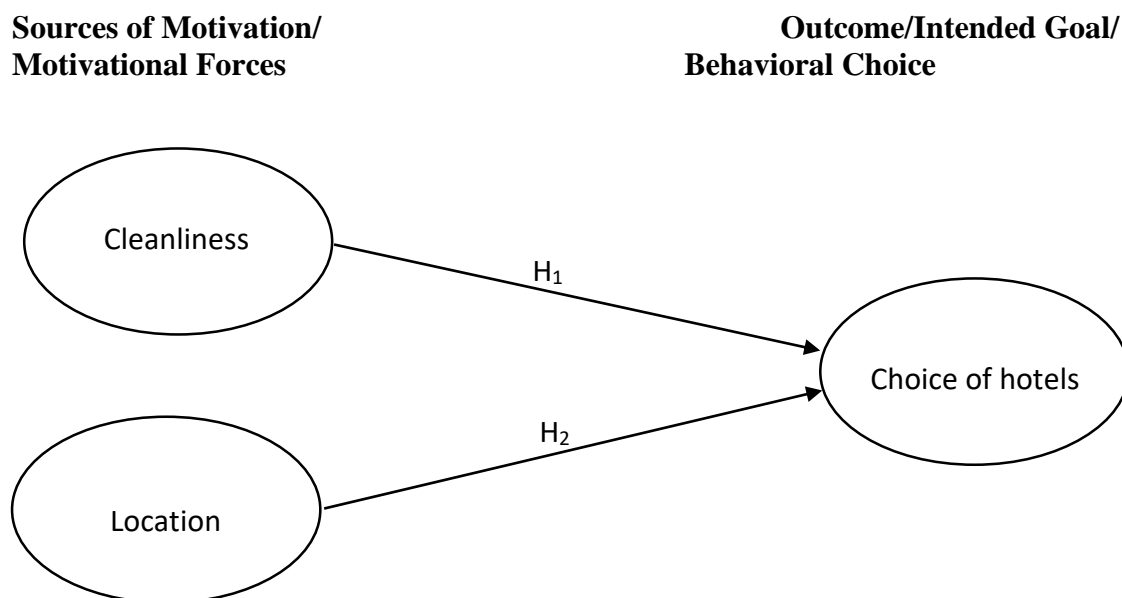 Sources of Motivation/
Motivational Forces
Outcome/Intended Goal/
Behavioral Choice
Cleanliness
H₁
Choice of hotels
H₂
Location